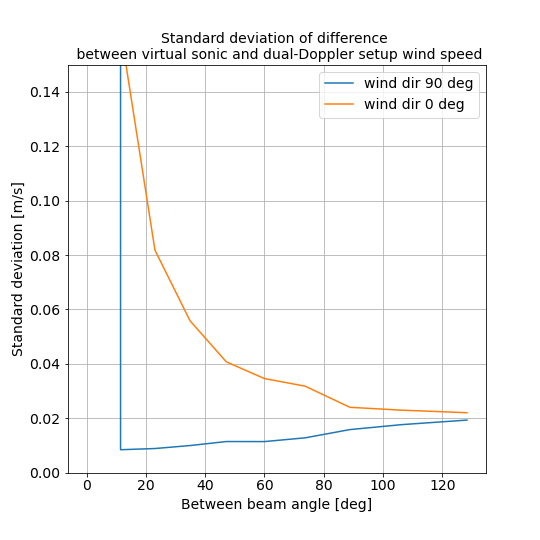 Standard deviation of difference
between virtual sonic and dual-Doppler setup wind speed
wind dir 90 deg
wind dir 0 deg
0.14
0.12
0.10
0.08
0.06
0.04
0.02
0.00
Standard deviation [m/s]
0 20 40 60 80 100 120
Between beam angle [deg]